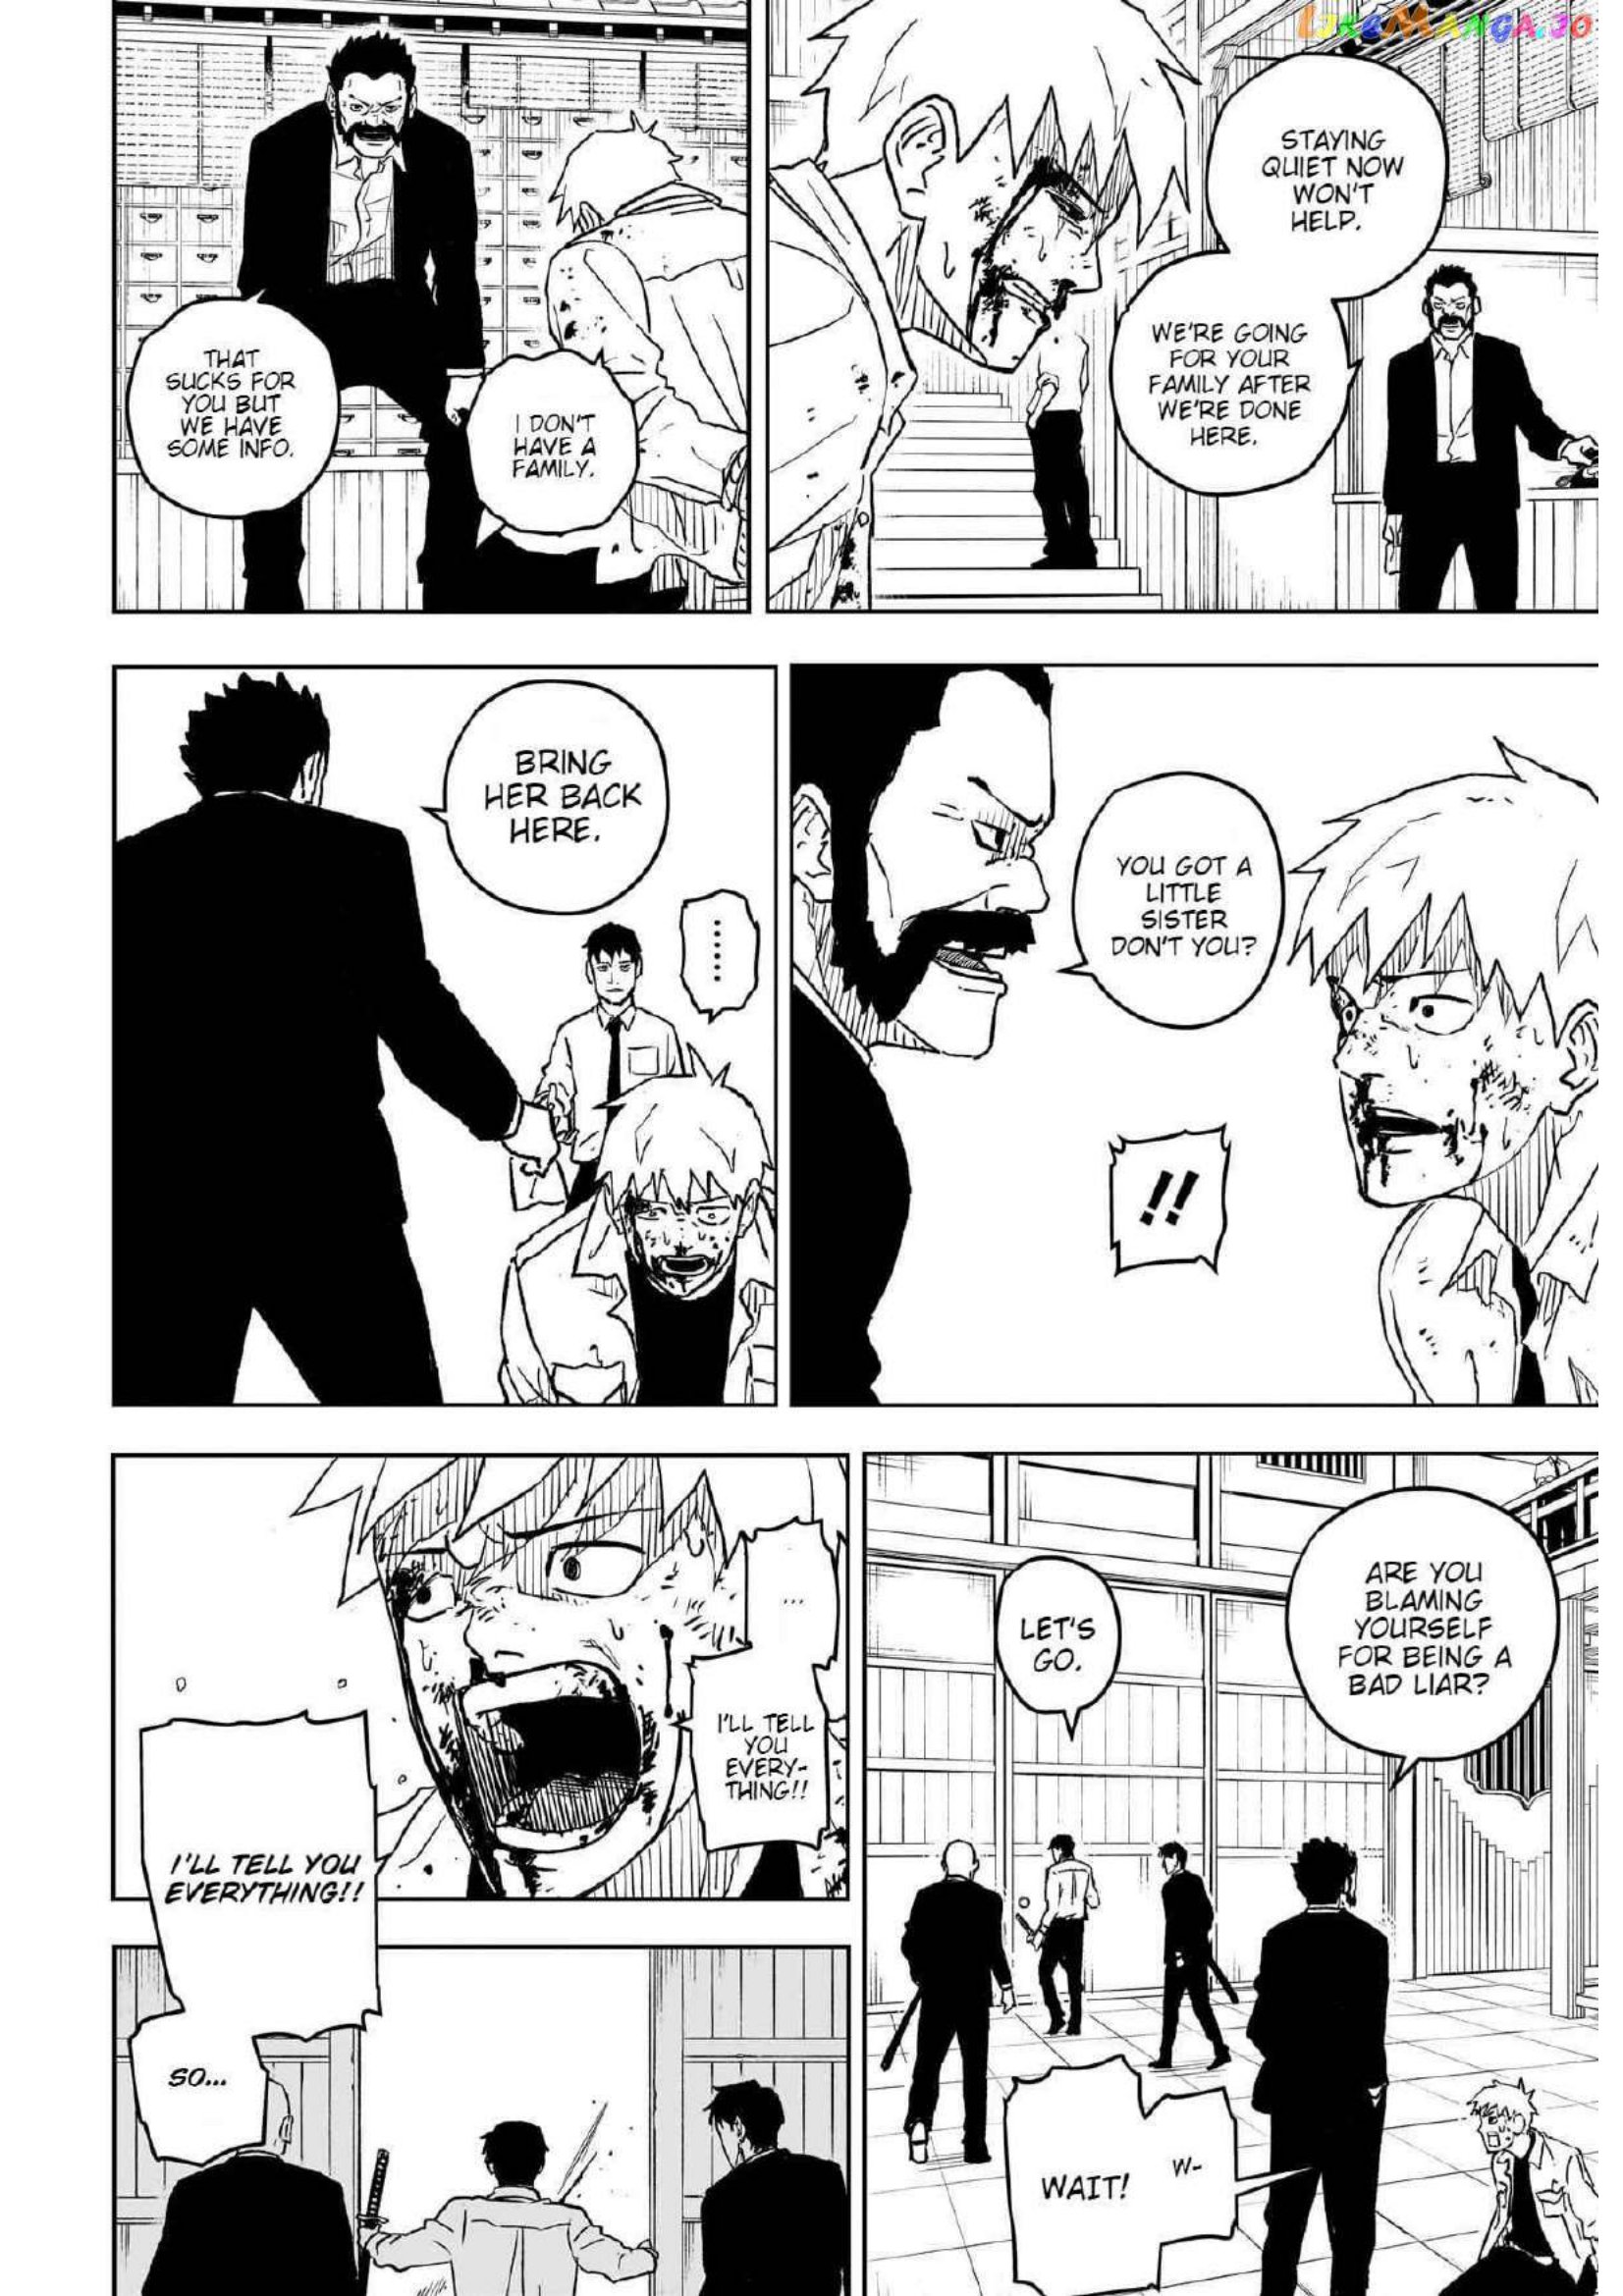 LIKEMANGA.IO
STAYING
QUIET NOW
WON'T
HELP.
WE'RE GOING
FOR YOUR
FAMILY AFTER
WE'RE DONE
HERE.
I DON'T
HAVE A
FAMILY.
THAT
SUCKS FOR
YOU BUT
WE HAVE
SOME INFO.
YOU GOT A
LITTLE
SISTER
DON'T YOU?
!!
BRING
HER BACK
HERE.
......
ARE YOU
BLAMING
YOURSELF
FOR BEING A
BAD LIAR?
LET'S
GO.
W-
WAIT!
...
I'LL TELL
YOU
EVERY-
THING!!
I'LL TELL YOU
EVERYTHING!!
SO...